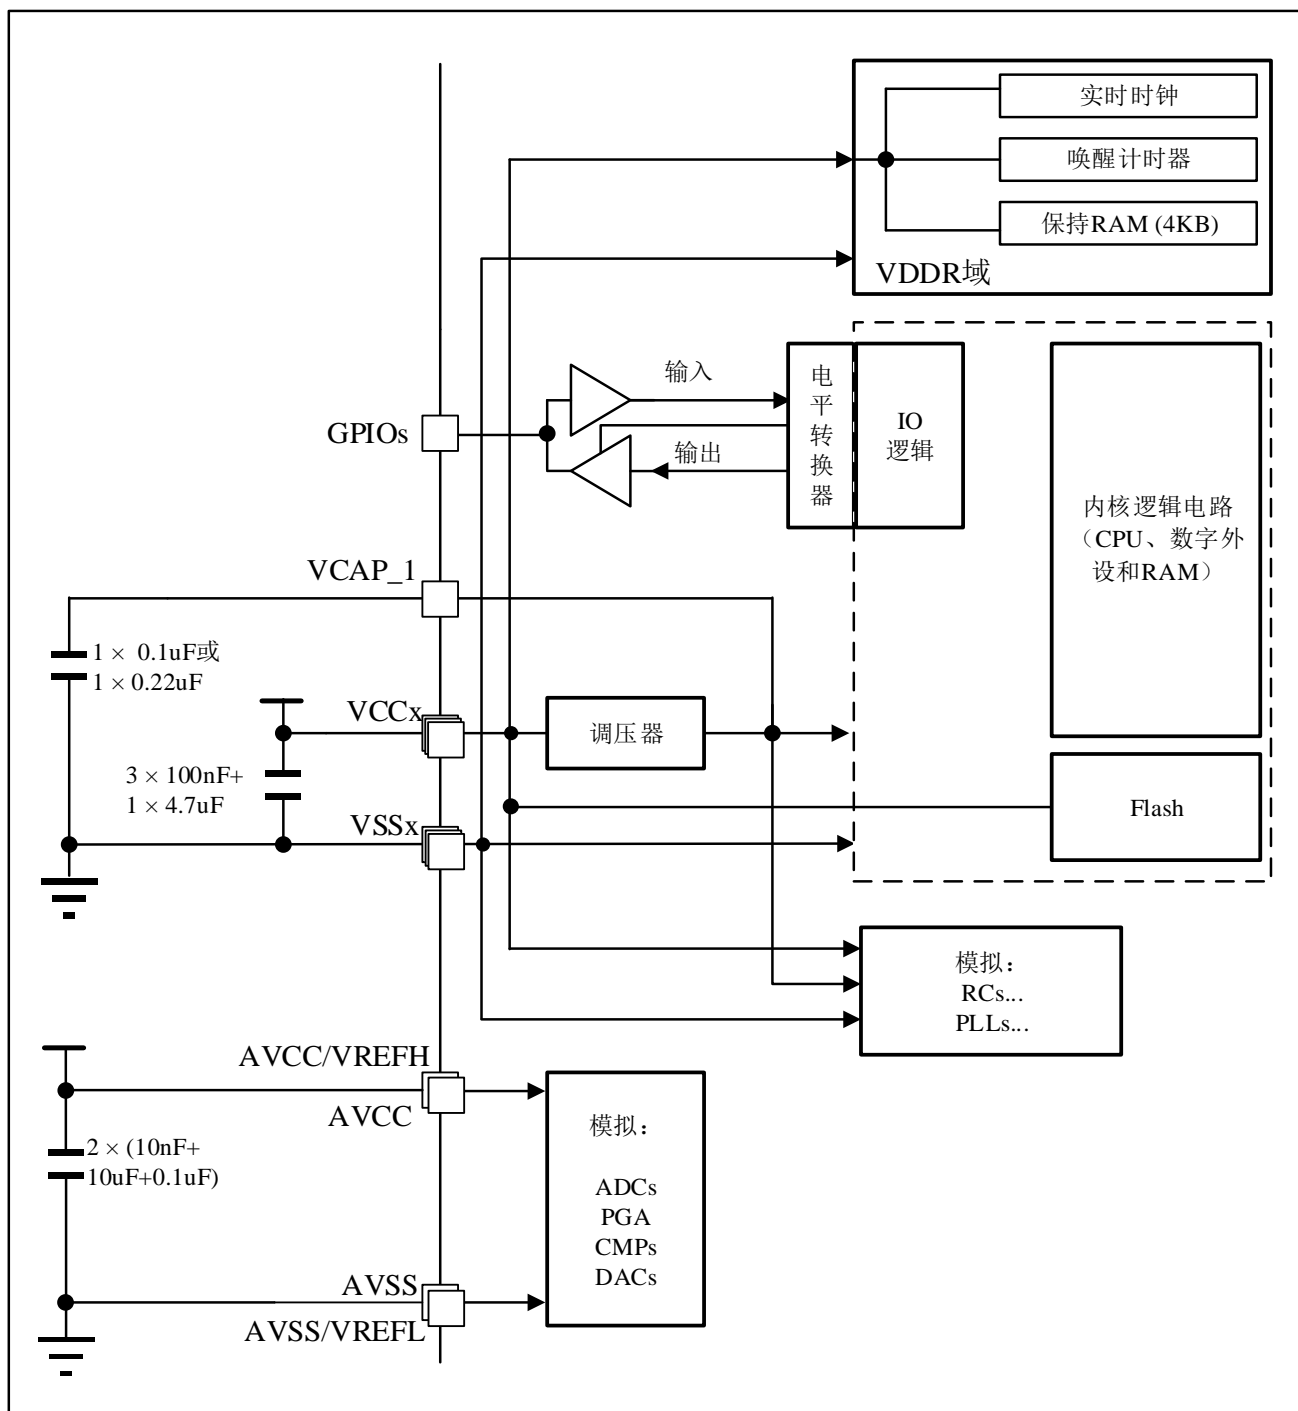 实时时钟
唤醒计时器
保持RAM (4KB)
VDDR域
输入
电
平
转
换
器
IO
逻辑
GPIOs
输出
内核逻辑电路
（CPU、数字外
设和RAM）
VCAP_1
1 × 0.1uF或
1 × 0.22uF
VCCx
调压器
3 × 100nF+
1 × 4.7uF
Flash
VSSx
模拟：
RCs...
PLLs...
AVCC/VREFH
AVCC
模拟：
2 × (10nF+
10uF+0.1uF)
ADCs
PGA
CMPs
DACs
AVSS
AVSS/VREFL